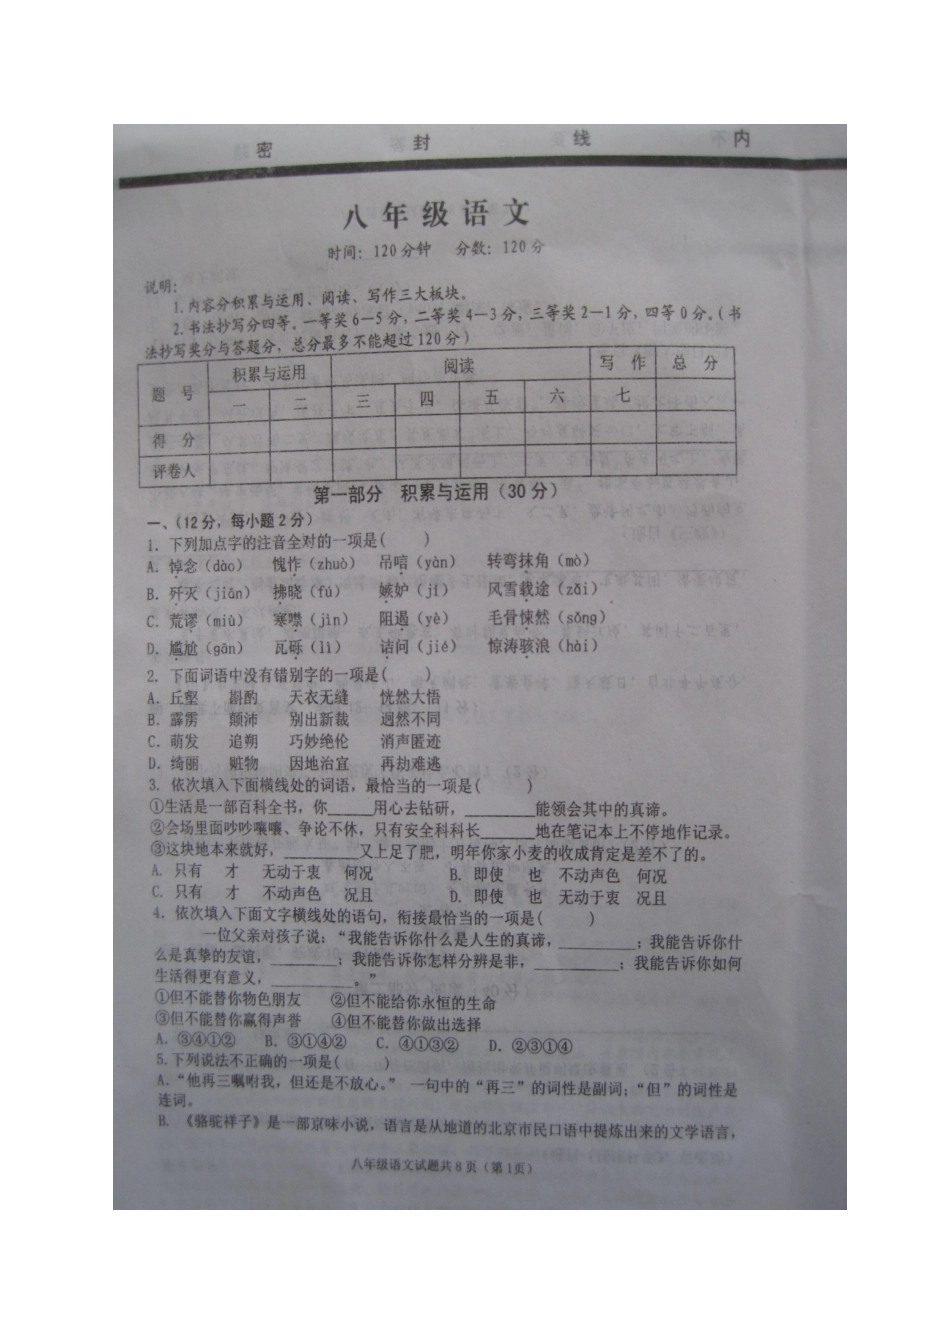 密 封 线 内
八年级语文
时间：120分钟 分数：120分
说明：
1.内容分积累与运用、阅读、写作三大板块。
2.书法抄写分四等。一等奖6—5分，二等奖4—3分，三等奖2—1分，四等0分。（书
法抄写奖分与答题分，总分最多不能超过120分）
题 号 积累与运用 阅读 写 作 总 分
一 二 三 四 五 六 七
得 分
评卷人
第一部分 积累与运用（30分）
一、（12分，每小题2分）
1．下列加点字的注音全对的一项是( )
A．悼念（dào） 愧怍（zhuò） 吊唁（yàn） 转弯抹角（mò）
B．歼灭（jiān） 拂晓（fú） 嫉妒（jí） 风雪载途（zǎi）
C．荒谬（miù） 寒噤（jìn） 阻遏（yè） 毛骨悚然（sǒng）
D．尴尬（gān） 瓦砾（lì） 诘问（jié） 惊涛骇浪（hài）
2．下面词语中没有错别字的一项是( )
A．丘壑 斟酌 天衣无缝 恍然大悟
B．霹雳 颠沛 别出新裁 迥然不同
C．萌发 追朔 巧妙绝伦 消声匿迹
D．绮丽 赃物 因地治宜 再劫难逃
3．依次填入下面横线处的词语，最恰当的一项是( )
①生活是一部百科全书，你______用心去钻研，_________能领会其中的真谛。
②会场里面吵吵嚷嚷、争论不休，只有安全科科长_______地在笔记本上不停地作记录。
③这块地本来就好，_________又上足了肥，明年你家小麦的收成肯定是差不了的。
A．只有 才 无动于衷 何况 B．即使 也 不动声色 何况
C．只有 才 不动声色 况且 D．即使 也 无动于衷 况且
4．依次填入下面文字横线处的语句，衔接最恰当的一项是( )
一位父亲对孩子说：“我能告诉你什么是人生的真谛，_________；我能告诉你什
么是真挚的友谊，________；我能告诉你怎样分辨是非，__________；我能告诉你如何
生活得更有意义，__________。”
①但不能替你物色朋友 ②但不能给你永恒的生命
③但不能替你赢得声誉 ④但不能替你做出选择
A．③④①② B．③①④② C．④①③② D．②③①④
5．下列说法不正确的一项是( )
A．“他再三嘱咐我，但还是不放心。” 一句中的“再三”的词性是副词；“但”的词性是
连词。
B．《骆驼祥子》是一部京味小说，语言是从地道的北京市民口语中提炼出来的文学语言，
八年级语文试题共8页（第1页）